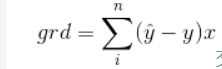 grd = \sum_{i}^{n} (\hat{y} - y)x